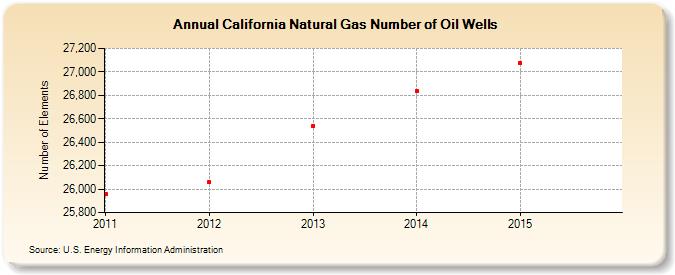 Annual California Natural Gas Number of Oil Wells
Number of Elements
27,200
27,000
26,800
26,600
26,400
26,200
26,000
25,800
2011 2012 2013 2014 2015
Source: U.S. Energy Information Administration